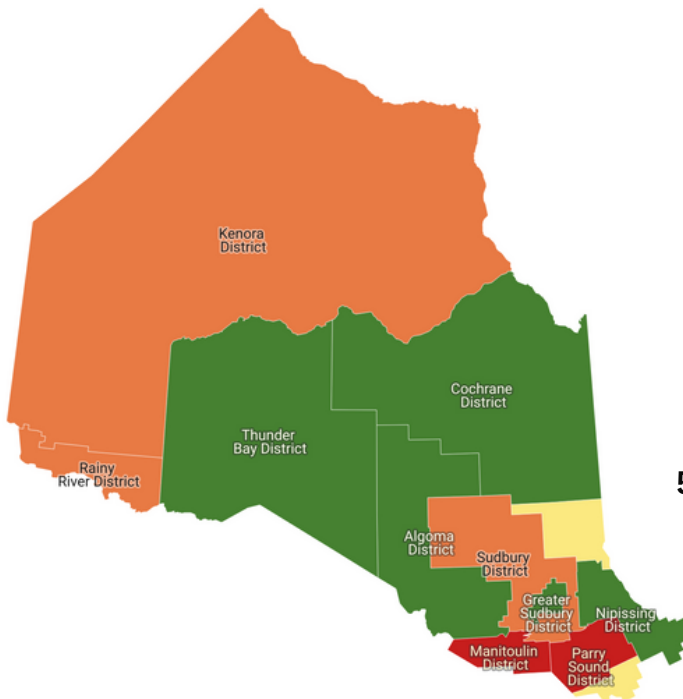 Kenora
District
Cochrane
District
Thunder
Bay District
Rainy
River District
5
Algoma
District
Sudbury
District
Greater
Sudbury
District
Nipissing
District
Manitoulin
District
Parry
Sound
District